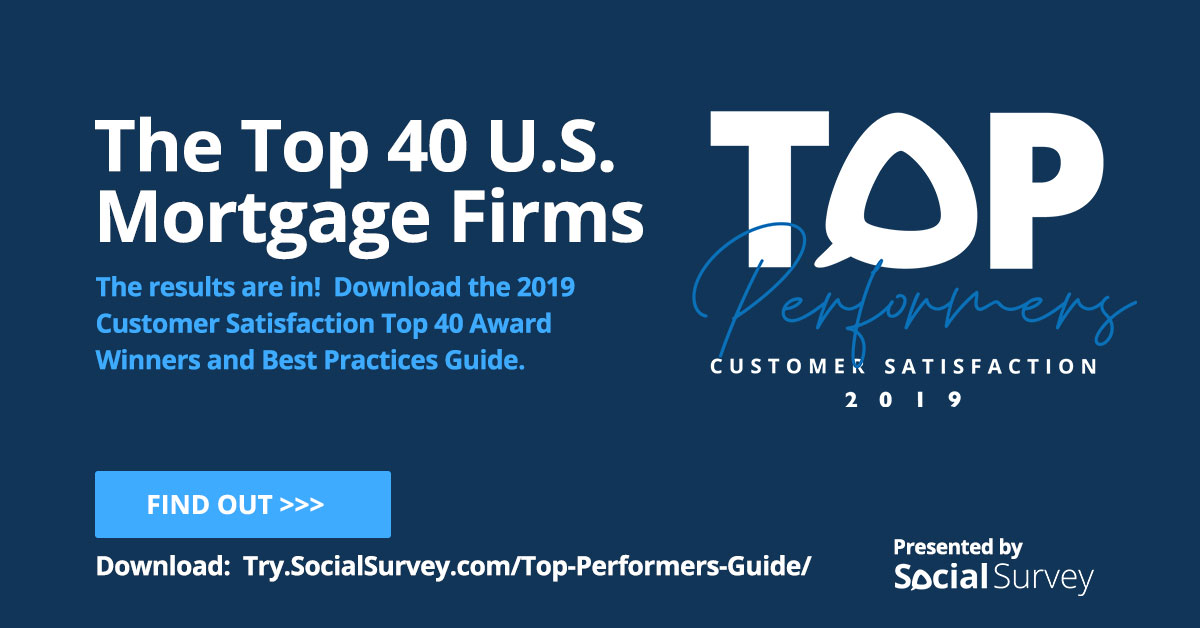 The Top 40 U.S.
Mortgage Firms
The results are in!  Download the 2019
Customer Satisfaction Top 40 Award
Winners and Best Practices Guide.
TOP
Performers
CUSTOMER SATISFACTION
2019
FIND OUT >>>
Download:  Try.SocialSurvey.com/Top-Performers-Guide/
Presented by
SocialSurvey